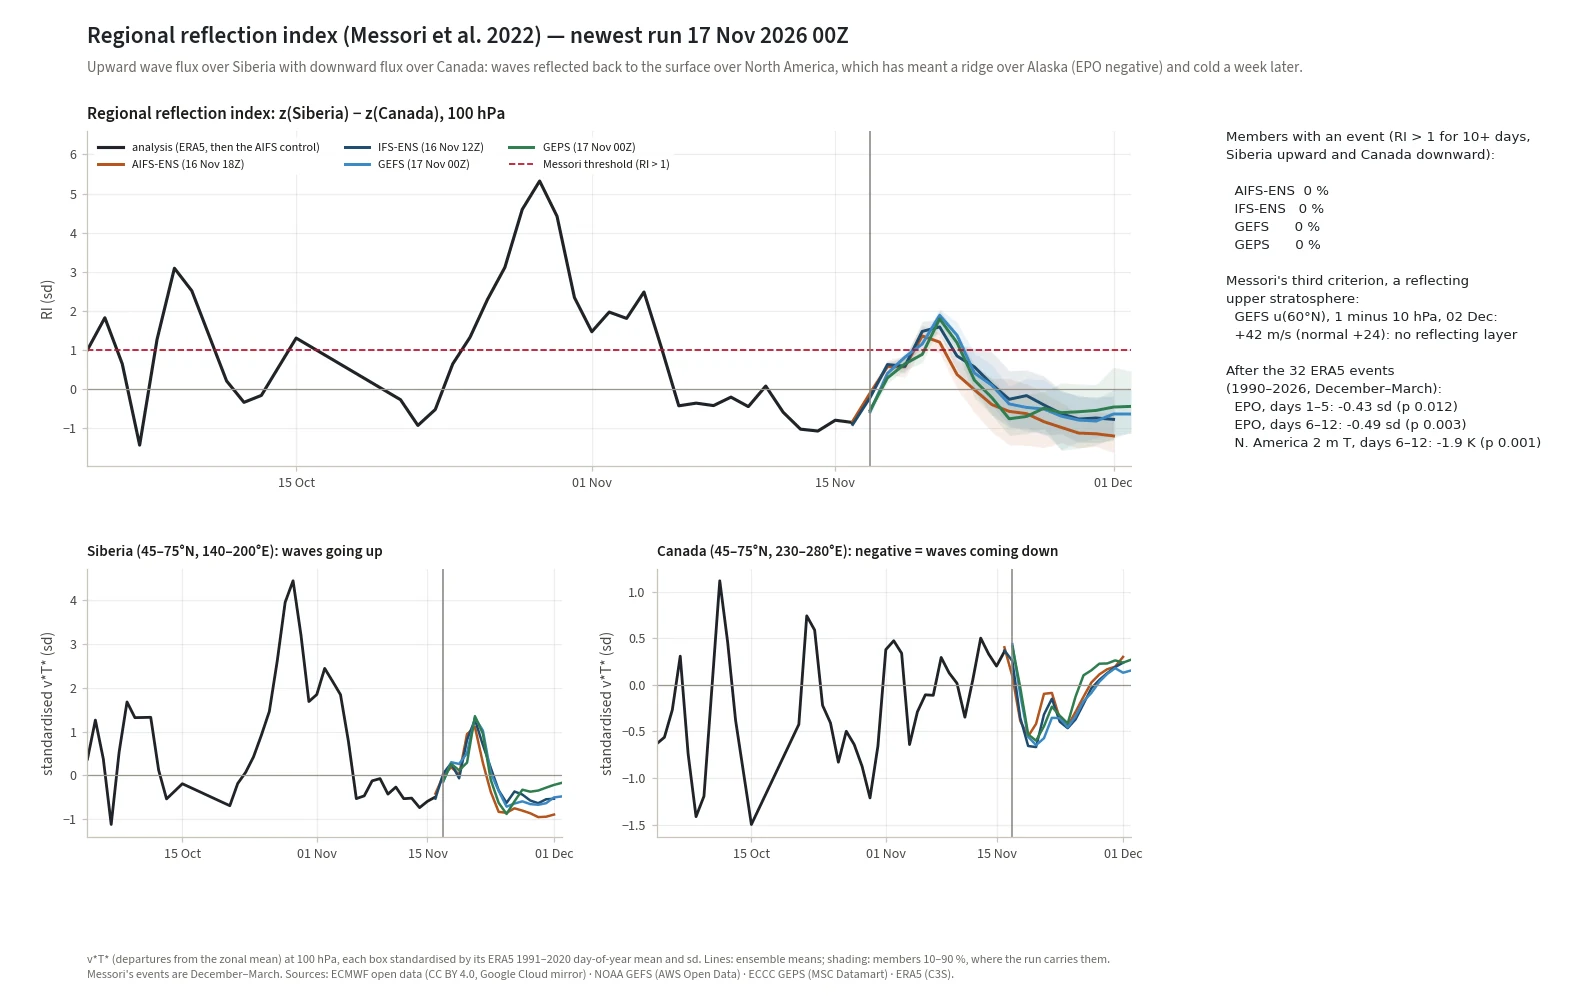 Regional reflection index (Messori et al. 2022) — newest run 17 Nov 2026 00Z
Upward wave flux over Siberia with downward flux over Canada: waves reflected back to the surface over North America, which has meant a ridge over Alaska (EPO negative) and cold a week later.
Regional reflection index: z(Siberia) − z(Canada), 100 hPa
analysis (ERA5, then the AIFS control)
AIFS-ENS (16 Nov 18Z)
IFS-ENS (16 Nov 12Z)
GEFS (17 Nov 00Z)
GEPS (17 Nov 00Z)
Messori threshold (RI > 1)
RI (sd)
6
5
4
3
2
1
0
−1
15 Oct
01 Nov
15 Nov
01 Dec
Members with an event (RI > 1 for 10+ days,
Siberia upward and Canada downward):
AIFS-ENS 0 %
IFS-ENS 0 %
GEFS 0 %
GEPS 0 %
Messori's third criterion, a reflecting
upper stratosphere:
GEFS u(60°N), 1 minus 10 hPa, 02 Dec:
+42 m/s (normal +24): no reflecting layer
After the 32 ERA5 events
(1990–2026, December–March):
EPO, days 1–5: -0.43 sd (p 0.012)
EPO, days 6–12: -0.49 sd (p 0.003)
N. America 2 m T, days 6–12: -1.9 K (p 0.001)
Siberia (45–75°N, 140–200°E): waves going up
standardised v*T* (sd)
4
3
2
1
0
−1
15 Oct
01 Nov
15 Nov
01 Dec
Canada (45–75°N, 230–280°E): negative = waves coming down
standardised v*T* (sd)
1.0
0.5
0.0
−0.5
−1.0
−1.5
15 Oct
01 Nov
15 Nov
01 Dec
v*T* (departures from the zonal mean) at 100 hPa, each box standardised by its ERA5 1991–2020 day-of-year mean and sd. Lines: ensemble means; shading: members 10–90 %, where the run carries them.
Messori's events are December–March. Sources: ECMWF open data (CC BY 4.0, Google Cloud mirror) · NOAA GEFS (AWS Open Data) · ECCC GEPS (MSC Datamart) · ERA5 (C3S).